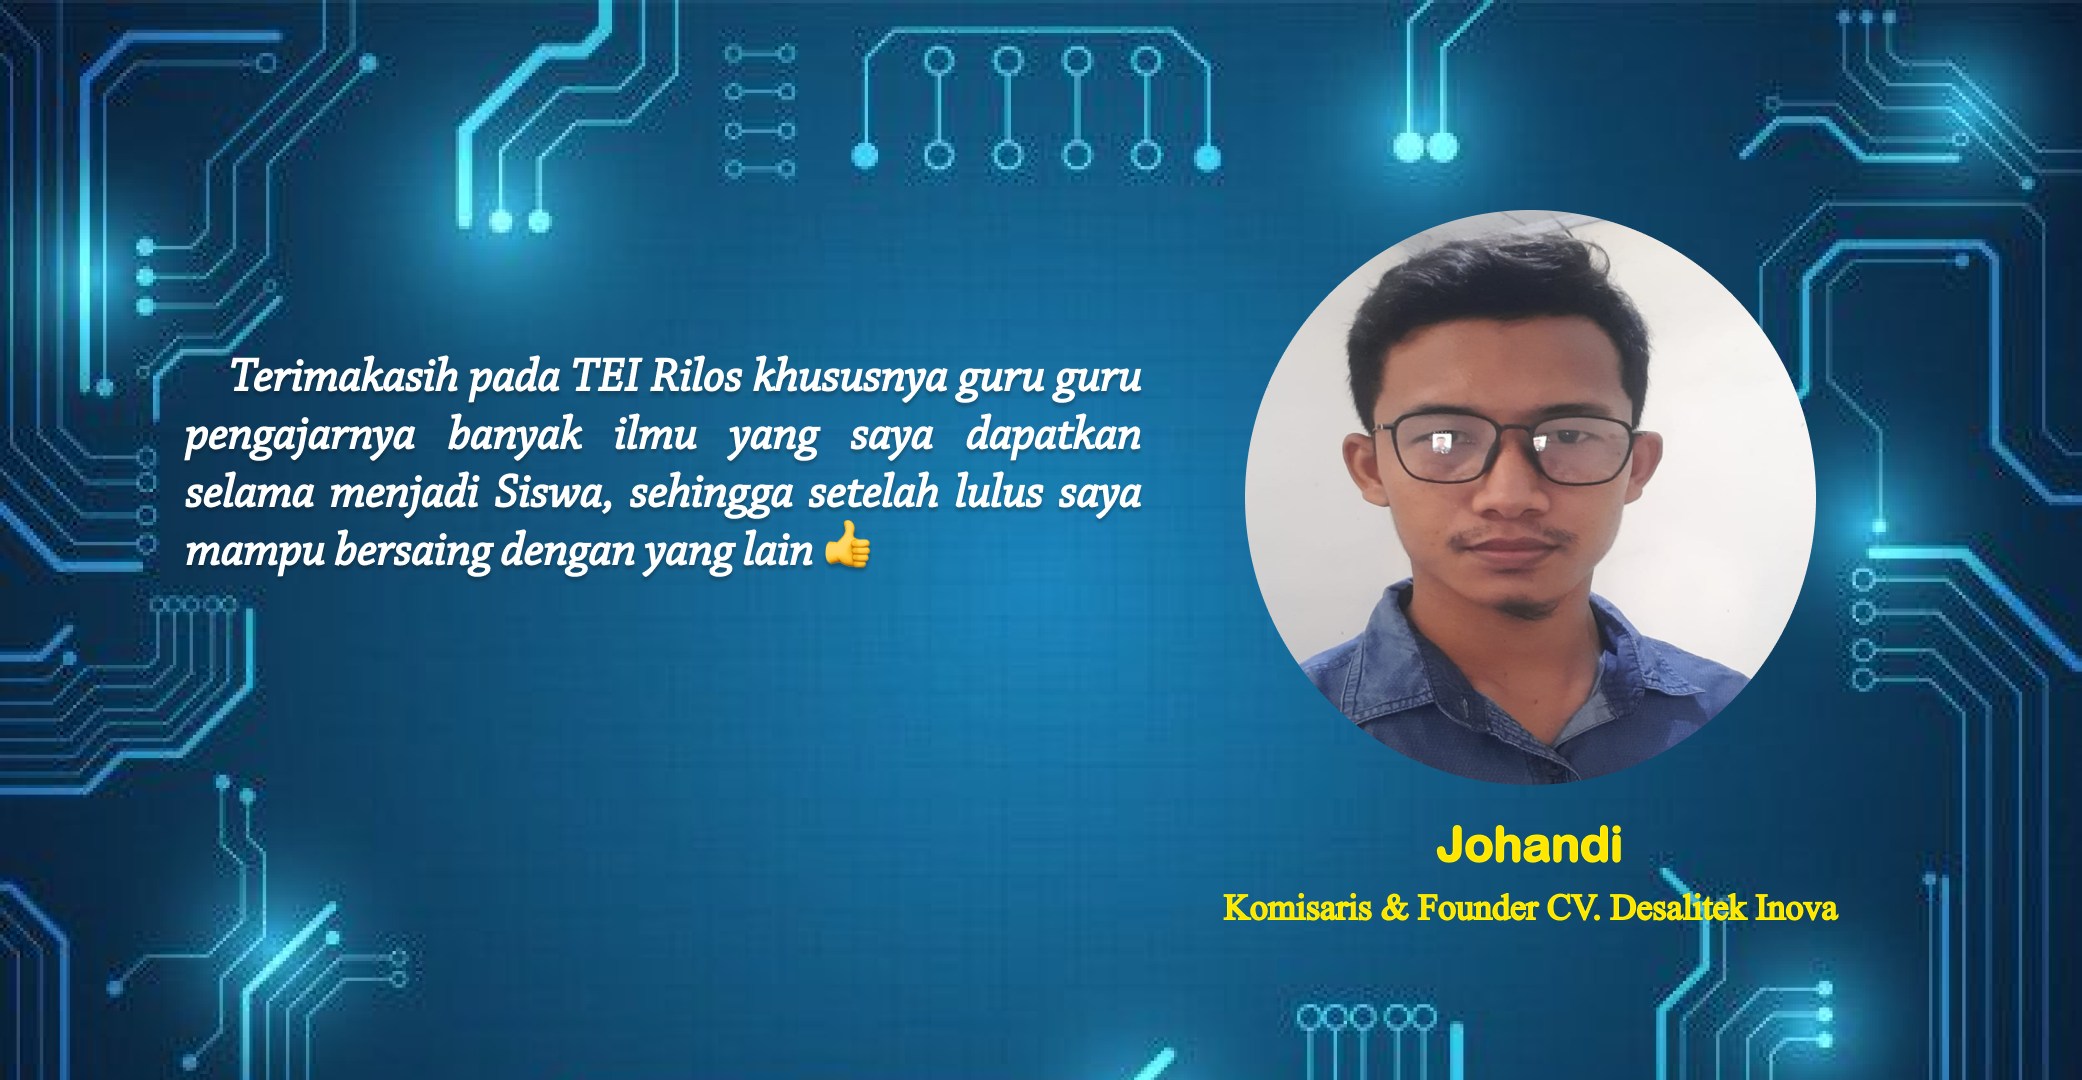 Terimakasih pada TEI Rilos khususnya guru guru
pengajarnya banyak ilmu yang saya dapatkan
selama menjadi Siswa, sehingga setelah lulus saya
mampu bersaing dengan yang lain 👍
Johandi
Komisaris & Founder CV. Desalitek Inova